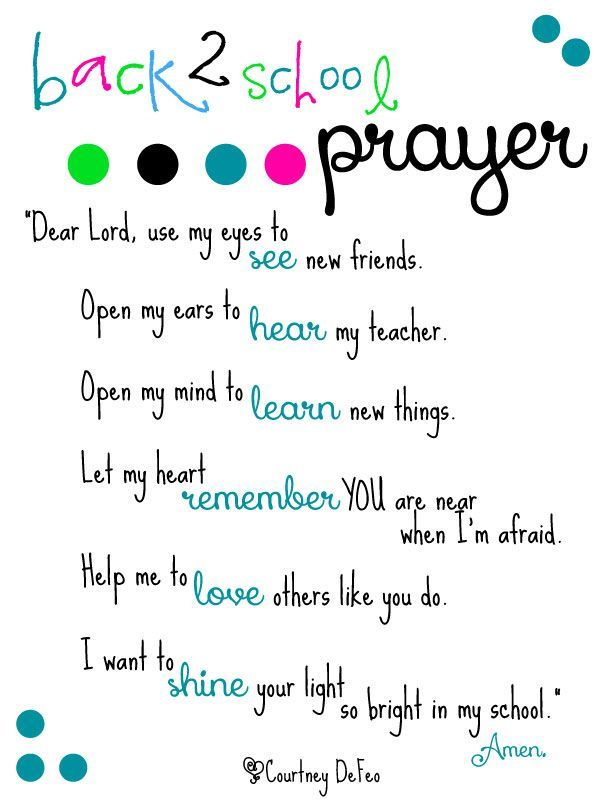 back 2 school
prayer
"Dear Lord, use my eyes to
see new friends.
Open my ears to
hear my teacher.
Open my mind to
learn new things.
Let my heart
remember YOU are near
when I'm afraid.
Help me to
love others like you do.
I want to
shine your light
so bright in my school."
Amen.
Courtney DeFeo